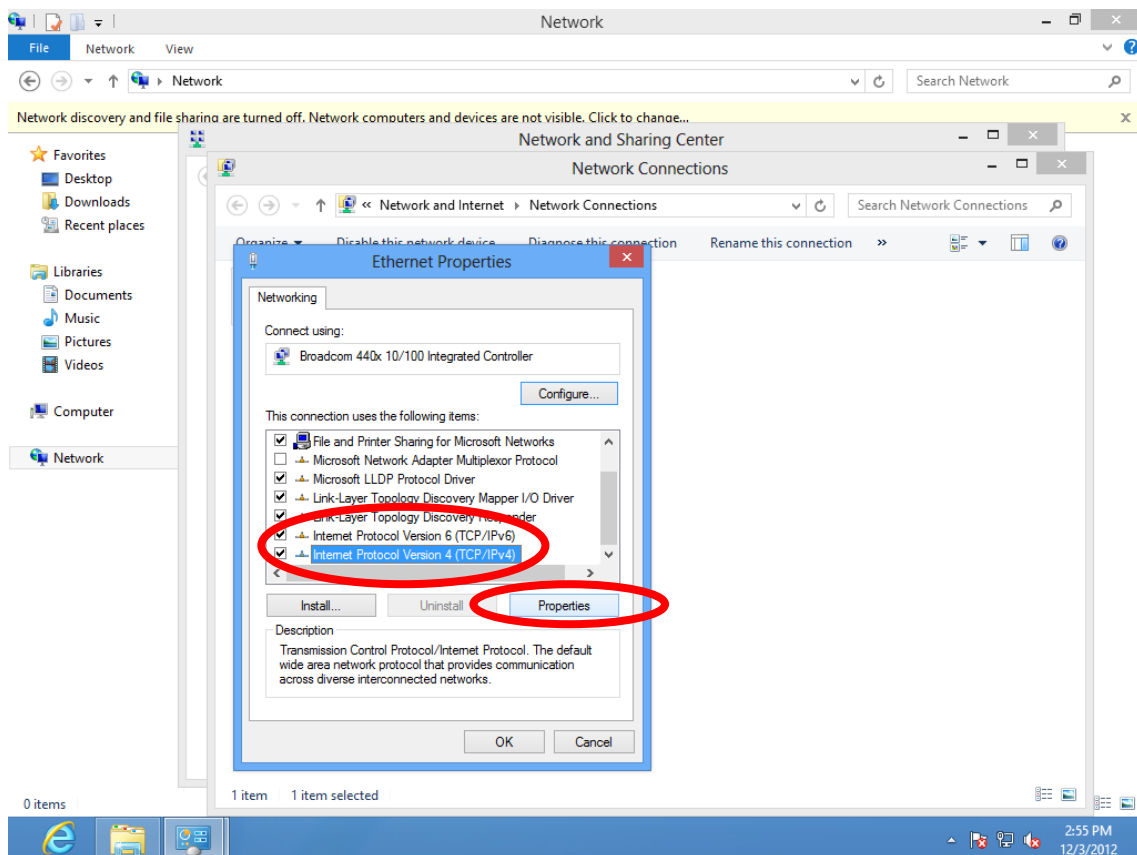 Network
File Network View
Network
Search Network
Network discovery and file sharing are turned off. Network computers and devices are not visible. Click to change...
Favorites
Desktop
Downloads
Recent places
Libraries
Documents
Music
Pictures
Videos
Computer
Network
Network and Sharing Center
Network Connections
« Network and Internet Network Connections
Search Network Connections
Organize Disable this network device Diagnose this connection Rename this connection »
Ethernet Properties
Networking
Connect using:
Broadcom 440x 10/100 Integrated Controller
Configure...
This connection uses the following items:
File and Printer Sharing for Microsoft Networks
Microsoft Network Adapter Multiplexor Protocol
Microsoft LLDP Protocol Driver
Link-Layer Topology Discovery Mapper I/O Driver
Link-Layer Topology Discovery Responder
Internet Protocol Version 6 (TCP/IPv6)
Internet Protocol Version 4 (TCP/IPv4)
Install... Uninstall Properties
Description
Transmission Control Protocol/Internet Protocol. The default
wide area network protocol that provides communication
across diverse interconnected networks.
OK Cancel
1 item 1 item selected
0 items
2:55 PM
12/3/2012